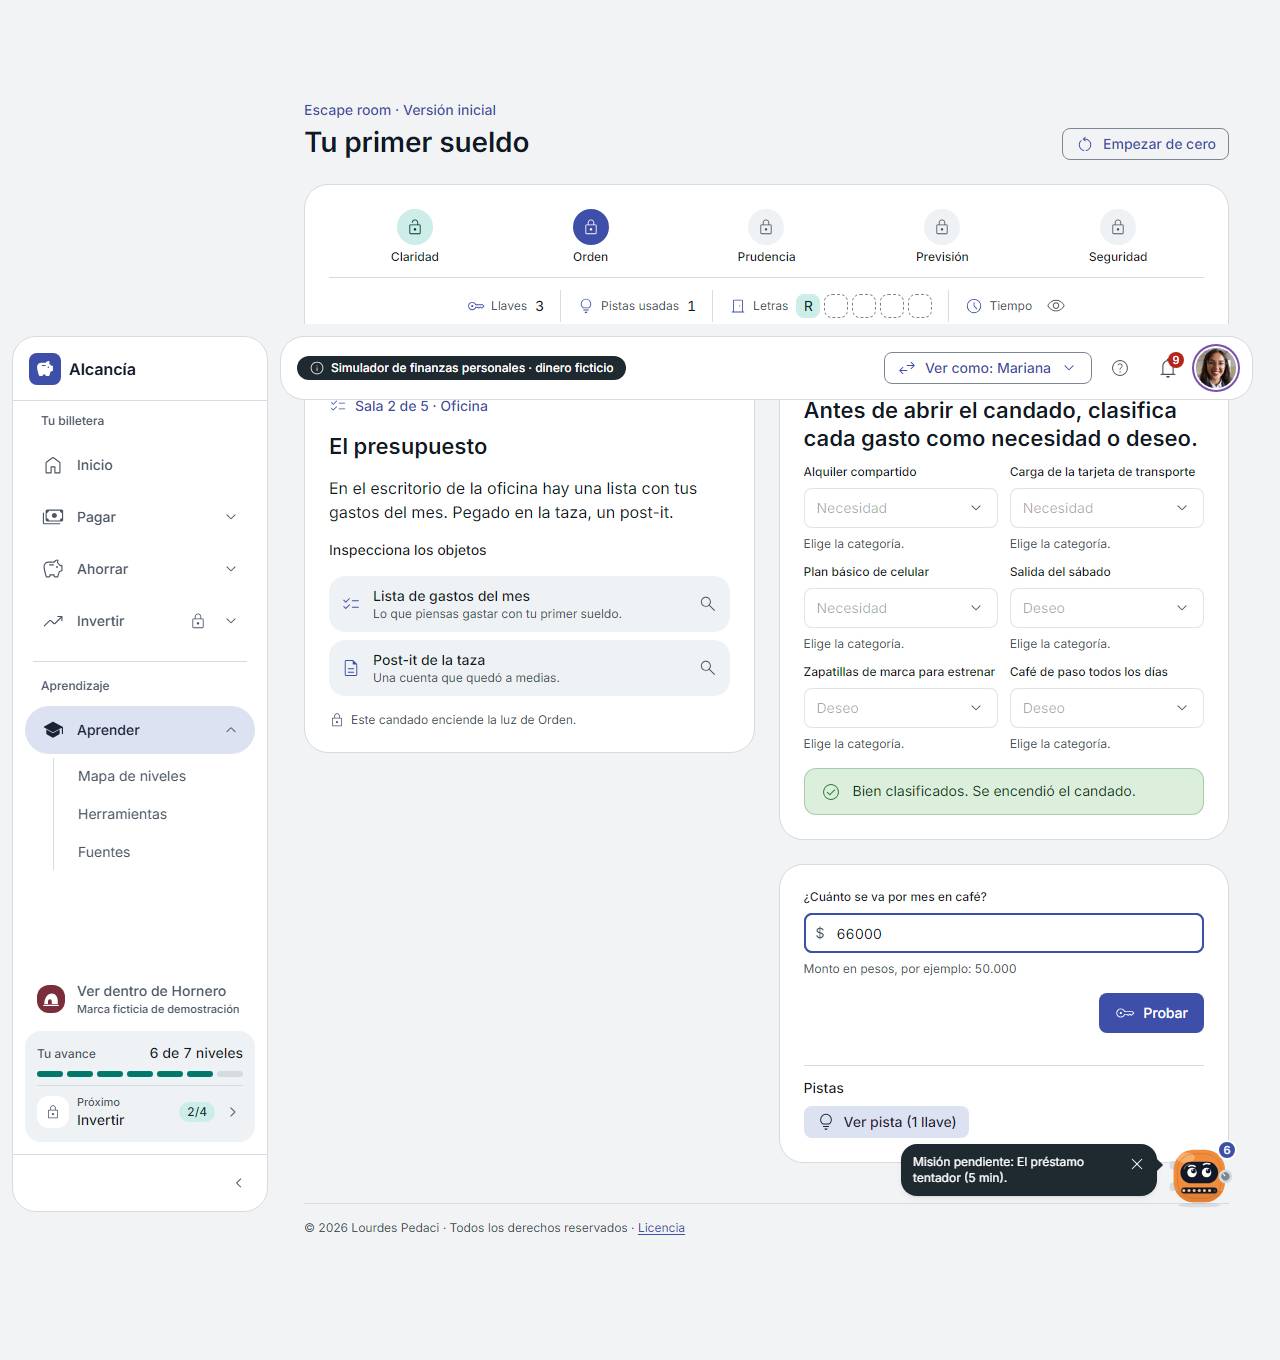 Escape room · Versión inicial
Tu primer sueldo
Empezar de cero
Claridad
Orden
Prudencia
Previsión
Seguridad
Llaves 3
Pistas usadas 1
Letras R
Tiempo
Alcancía
Simulador de finanzas personales · dinero ficticio
Ver como: Mariana
9
Tu billetera
Inicio
Pagar
Ahorrar
Invertir
Aprendizaje
Aprender
Mapa de niveles
Herramientas
Fuentes
Ver dentro de Hornero
Marca ficticia de demostración
Tu avance 6 de 7 niveles
Próximo
Invertir
2/4
Sala 2 de 5 · Oficina
El presupuesto
En el escritorio de la oficina hay una lista con tus
gastos del mes. Pegado en la taza, un post-it.
Inspecciona los objetos
Lista de gastos del mes
Lo que piensas gastar con tu primer sueldo.
Post-it de la taza
Una cuenta que quedó a medias.
Este candado enciende la luz de Orden.
Antes de abrir el candado, clasifica
cada gasto como necesidad o deseo.
Alquiler compartido
Necesidad
Elige la categoría.
Carga de la tarjeta de transporte
Necesidad
Elige la categoría.
Plan básico de celular
Necesidad
Elige la categoría.
Salida del sábado
Deseo
Elige la categoría.
Zapatillas de marca para estrenar
Deseo
Elige la categoría.
Café de paso todos los días
Deseo
Elige la categoría.
Bien clasificados. Se encendió el candado.
¿Cuánto se va por mes en café?
$ 66000
Monto en pesos, por ejemplo: 50.000
Probar
Pistas
Ver pista (1 llave)
Misión pendiente: El préstamo
tentador (5 min).
6
© 2026 Lourdes Pedaci · Todos los derechos reservados · Licencia